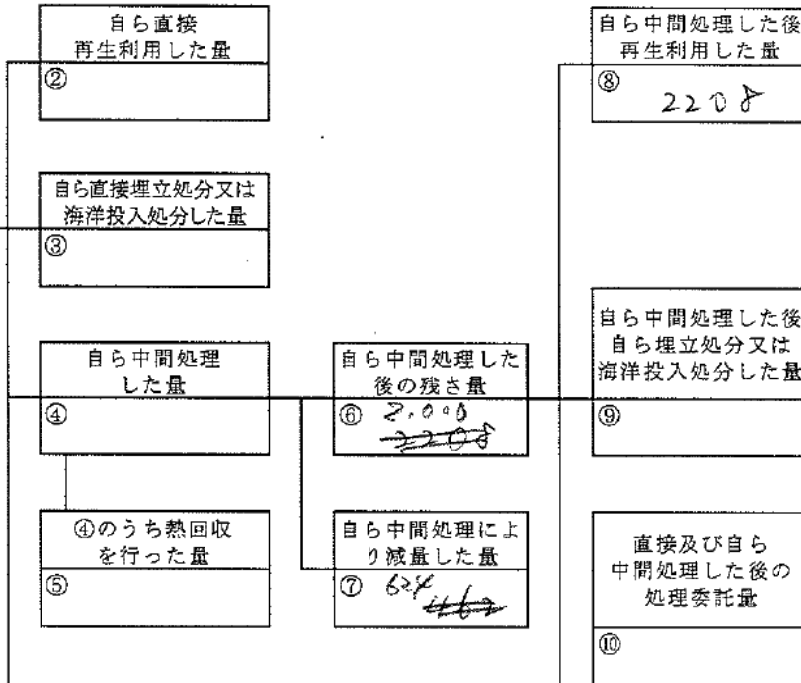 自ら直接
再生利用した量
②
自ら直接埋立処分又は
海洋投入処分した量
③
自ら中間処理
した量
④
④のうち熱回収
を行った量
⑤
自ら中間処理した
後の残さ量
⑥ 2.000
2208
自ら中間処理によ
り減量した量
⑦ 624
自ら中間処理した後
再生利用した量
⑧
2208
自ら中間処理した後
自ら埋立処分又は
海洋投入処分した量
⑨
直接及び自ら
中間処理した後の
処理委託量
⑩